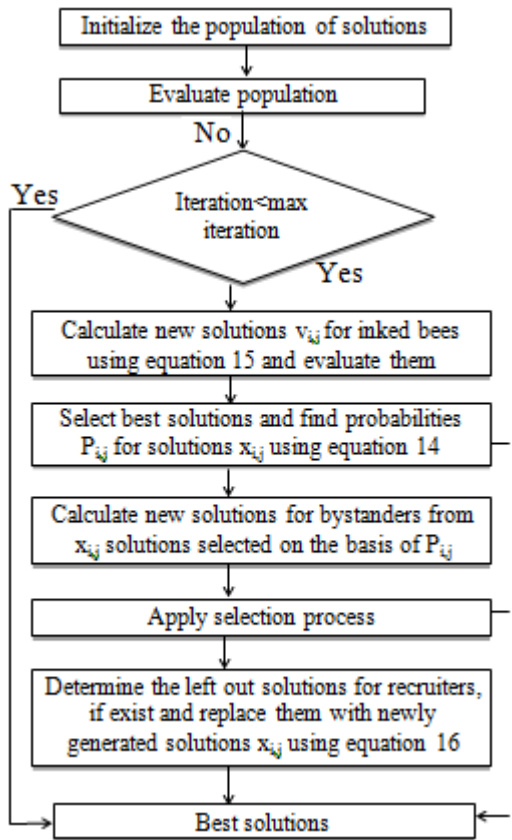 Initialize the population of solutions
Evaluate population
No
Yes
Iteration<max
iteration
Yes
Calculate new solutions vi,j for inked bees
using equation 15 and evaluate them
Select best solutions and find probabilities
Pi,j for solutions xi,j using equation 14
Calculate new solutions for bystanders from
xi,j solutions selected on the basis of Pi,j
Apply selection process
Determine the left out solutions for recruiters,
if exist and replace them with newly
generated solutions xi,j using equation 16
Best solutions